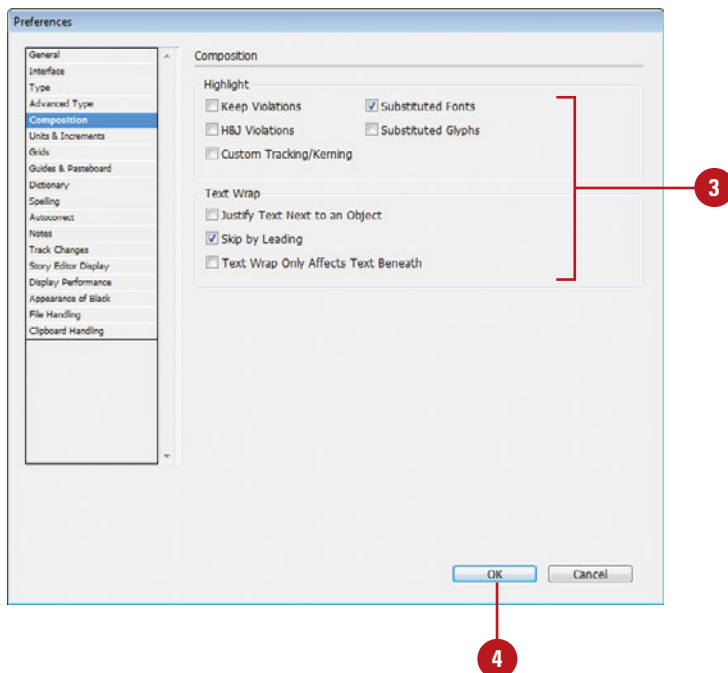 Preferences
General
Interface
Type
Advanced Type
Composition
Units & Increments
Grids
Guides & Pasteboard
Dictionary
Spelling
Autocorrect
Notes
Track Changes
Story Editor Display
Display Performance
Appearance of Black
File Handling
Clipboard Handling
Composition
Highlight
Keep Violations
Substituted Fonts
H&J Violations
Substituted Glyphs
Custom Tracking/Kerning
Text Wrap
Justify Text Next to an Object
Skip by Leading
Text Wrap Only Affects Text Beneath
3
OK
Cancel
4